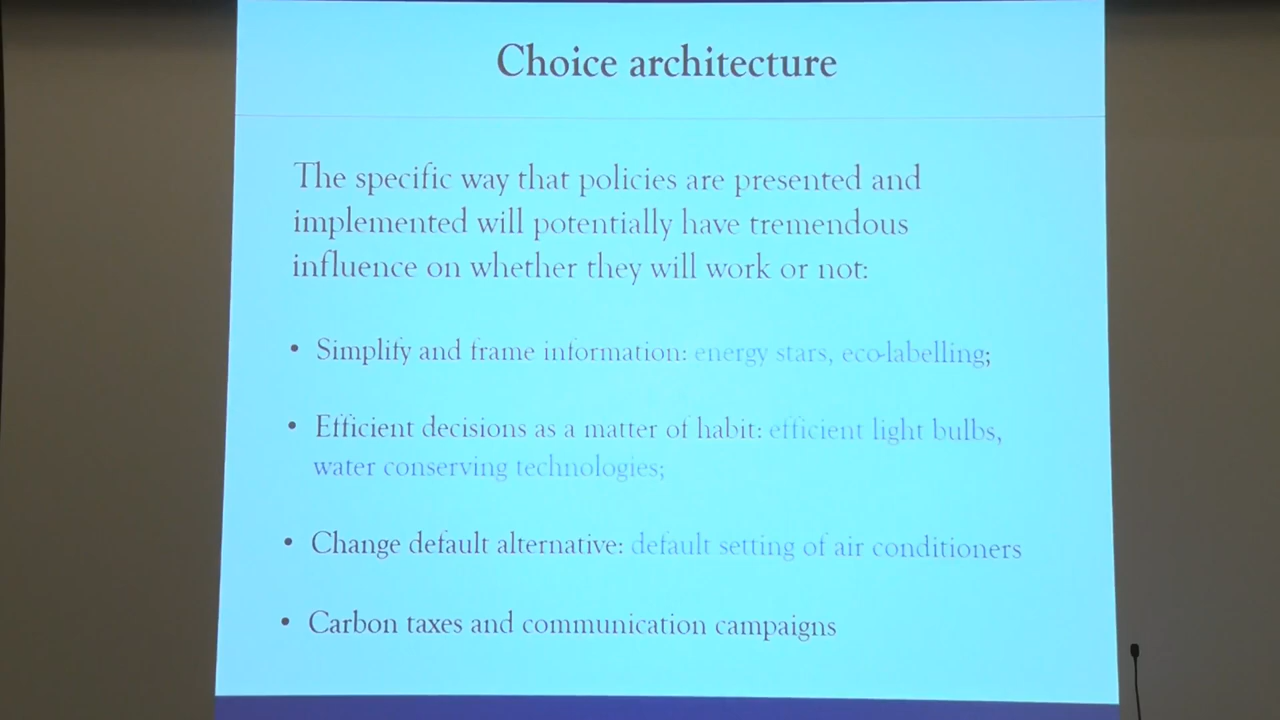 Choice architecture
The specific way that policies are presented and
implemented will potentially have tremendous
influence on whether they will work or not:
• Simplify and frame information: energy stars, eco-labelling;
• Efficient decisions as a matter of habit: efficient light bulbs,
water conserving technologies;
• Change default alternative: default setting of air conditioners
• Carbon taxes and communication campaigns